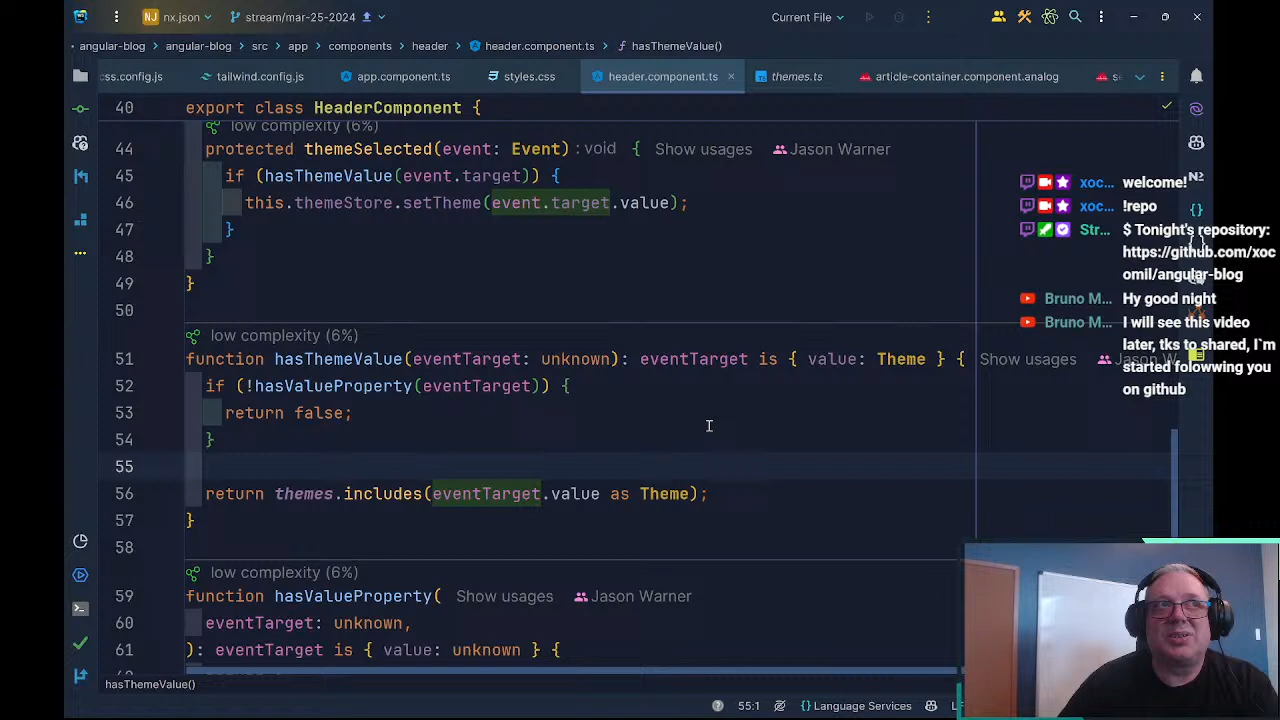 NJ nx.json stream/mar-25-2024 Current File
angular-blog › angular-blog › src › app › components › header › header.component.ts › hasThemeValue()
css.config.js tailwind.config.js app.component.ts styles.css header.component.ts themes.ts article-container.component.analog
40 export class HeaderComponent {
low complexity (6%)
44 protected themeSelected(event: Event) : void { Show usages Jason Warner
45 if (hasThemeValue(event.target)) {
46 this.themeStore.setTheme(event.target.value);
47 }
48 }
49 }
50
low complexity (6%)
51 function hasThemeValue(eventTarget: unknown): eventTarget is { value: Theme } { Show usages Jason W
52 if (!hasValueProperty(eventTarget)) {
53 return false;
54 }
55
56 return themes.includes(eventTarget.value as Theme);
57 }
58
low complexity (6%)
59 function hasValueProperty( Show usages Jason Warner
60 eventTarget: unknown,
61 ): eventTarget is { value: unknown } {
hasThemeValue()
55:1 {} Language Services
xoc... welcome!
xoc... !repo
Str... $ Tonight's repository:
https://github.com/xoc
omil/angular-blog
Bruno M... Hy good night
Bruno M... I will see this video
later, tks to shared, I`m
started folowwing you
on github